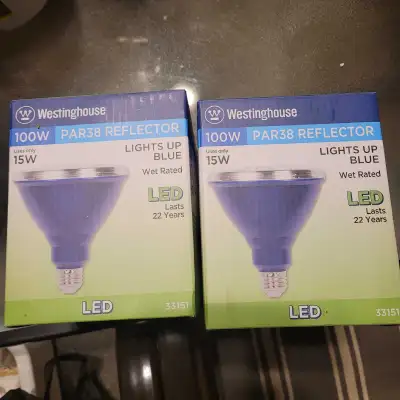 Westinghouse
100W PAR38 REFLECTOR
Uses only
15W
LIGHTS UP
BLUE
Wet Rated
LED
Lasts
22 Years
LED
33151
Westinghouse
100W PAR38 REFLECTOR
Uses only
15W
LIGHTS UP
BLUE
Wet Rated
LED
Lasts
22 Years
LED
33151